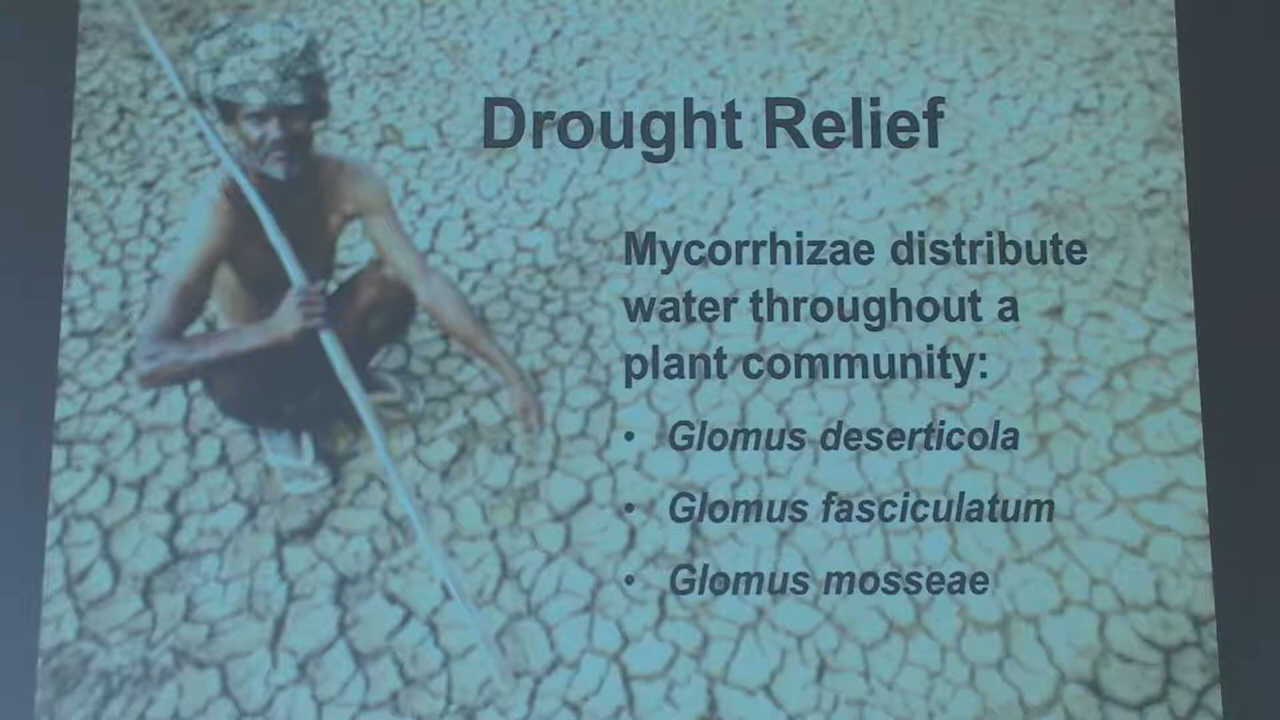 Drought Relief
Mycorrhizae distribute
water throughout a
plant community:
• Glomus deserticola
• Glomus fasciculatum
• Glomus mosseae